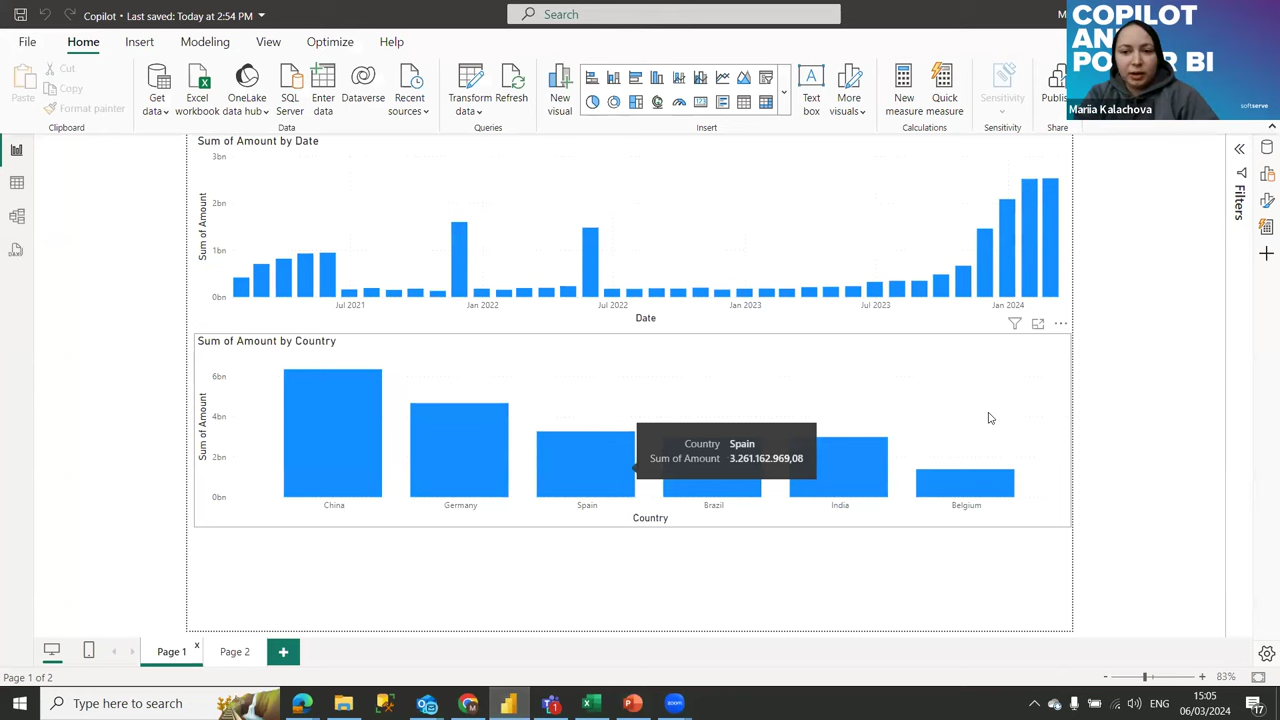 Copilot • Last saved: Today at 2:54 PM
Search
COPILOT
AN
PO ER BI
softserve
Mariia Kalachova
File
Home
Insert
Modeling
View
Optimize
Help
Paste
Cut
Copy
Format painter
Clipboard
Get data
Excel workbook
OneLake data hub
SQL Server
Enter data
Dataverse
Recent Sources
Data
Transform data
Refresh
Queries
New visual
Text box
More visuals
Insert
New measure
Quick measure
Calculations
Sensitivity
Sensitivity
Publis
Share
Filters
Sum of Amount by Date
Sum of Amount
3bn
2bn
1bn
0bn
Jul 2021
Jan 2022
Jul 2022
Jan 2023
Jul 2023
Jan 2024
Date
Sum of Amount by Country
Sum of Amount
6bn
4bn
2bn
0bn
Country Spain
Sum of Amount 3.261.162.969,08
China
Germany
Spain
Brazil
India
Belgium
Country
Page 1
Page 2
Page 1 of 2
83%
Type here to search
ENG
15:05
06/03/2024
17